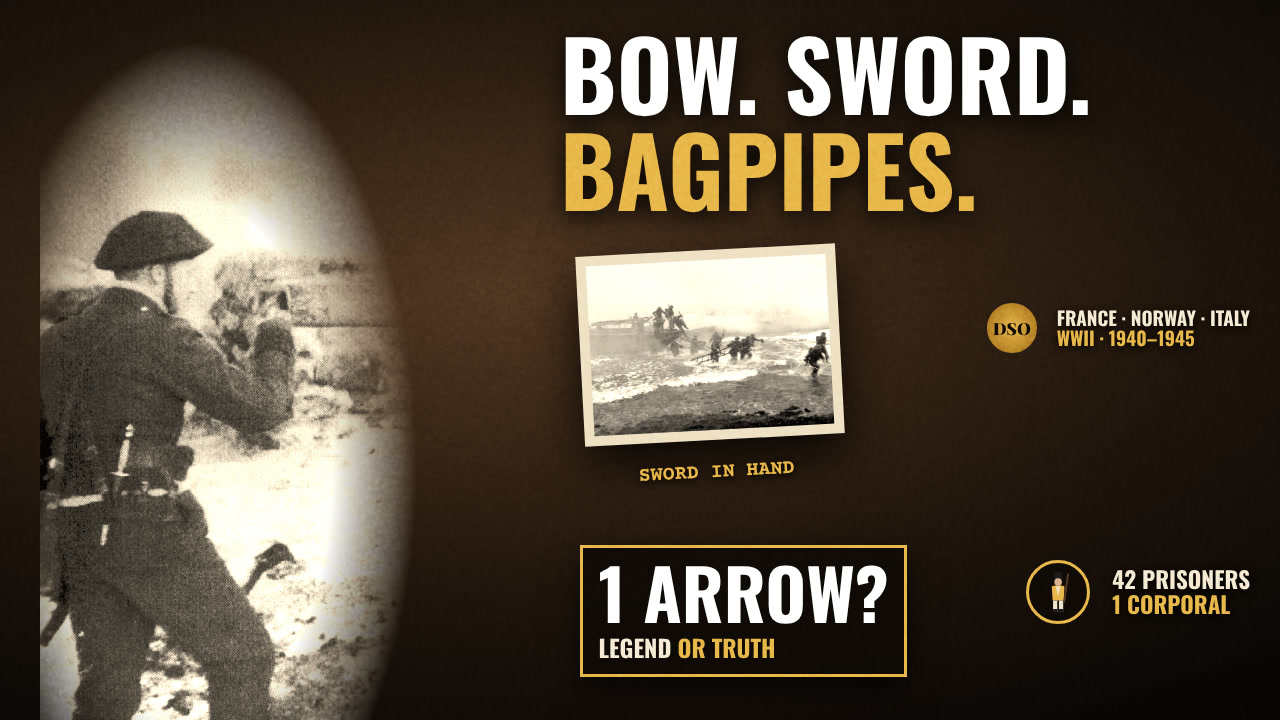 BOW. SWORD.
BAGPIPES.
DSO
FRANCE · NORWAY · ITALY
WWII · 1940–1945
SWORD IN HAND
1 ARROW?
LEGEND OR TRUTH
42 PRISONERS
1 CORPORAL